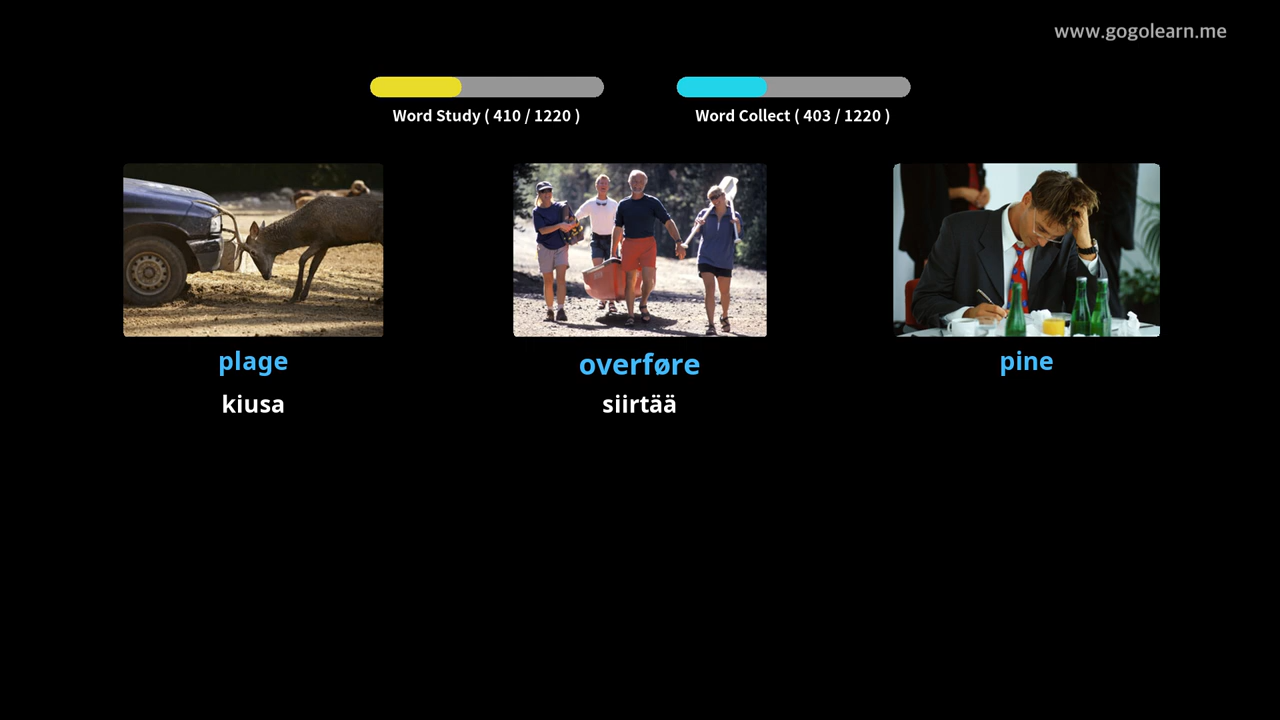 www.gogolearn.me
Word Study ( 410 / 1220 )
Word Collect ( 403 / 1220 )
plage
overføre
pine
kiusa
siirtää